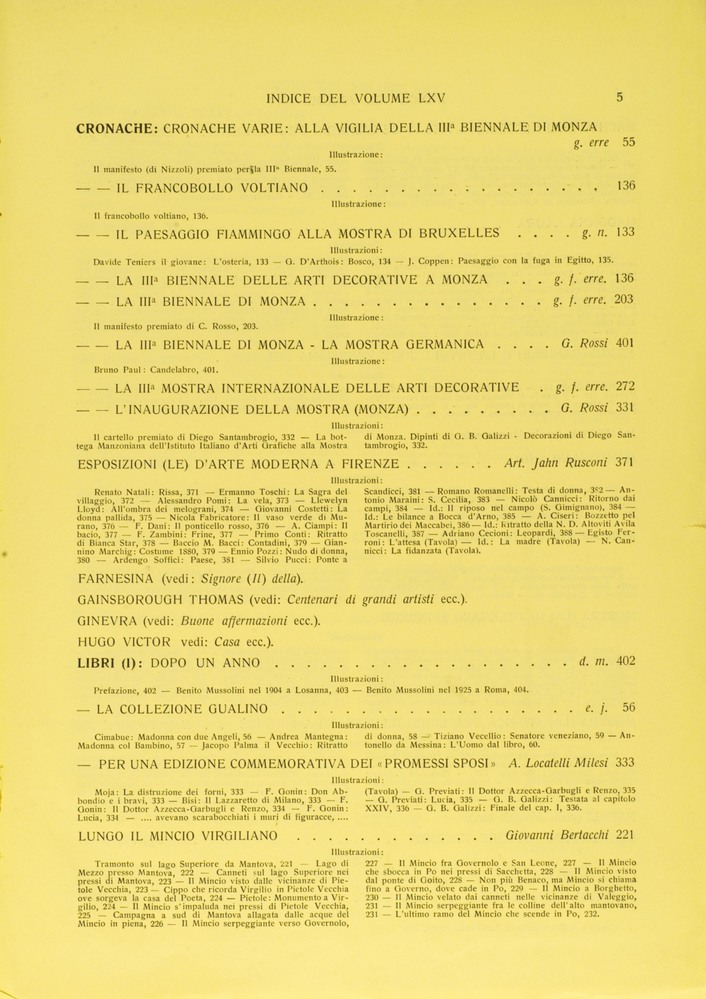 INDICE DEL VOLUME LXV 5
CRONACHE: CRONACHE VARIE: ALLA VIGILIA DELLA IIIª BIENNALE DI MONZA
g. erre 55
Illustrazione:
Il manifesto (di Nizzoli) premiato per la IIIª Biennale, 55.
— — IL FRANCOBOLLO VOLTIANO . . . . . . . . . . . . . . . . . 136
Illustrazione:
Il francobollo voltiano, 136.
— — IL PAESAGGIO FIAMMINGO ALLA MOSTRA DI BRUXELLES . . . . g. n. 133
Illustrazioni:
Davide Teniers il giovane: L'osteria, 133 — G. D'Arthois: Bosco, 134 — J. Coppen: Paesaggio con la fuga in Egitto, 135.
— — LA IIIª BIENNALE DELLE ARTI DECORATIVE A MONZA . . . g. f. erre. 136
— — LA IIIª BIENNALE DI MONZA . . . . . . . . . . . . . . . g. f. erre. 203
Illustrazione:
Il manifesto premiato di C. Rosso, 203.
— — LA IIIª BIENNALE DI MONZA - LA MOSTRA GERMANICA . . . . G. Rossi 401
Illustrazione:
Bruno Paul: Candelabro, 401.
— — LA IIIª MOSTRA INTERNAZIONALE DELLE ARTI DECORATIVE . g. f. erre. 272
— — L'INAUGURAZIONE DELLA MOSTRA (MONZA) . . . . . . . . . G. Rossi 331
Illustrazioni:
Il cartello premiato di Diego Santambrogio, 332 — La bot-
tega Manzoniana dell'Istituto Italiano d'Arti Grafiche alla Mostra
di Monza. Dipinti di G. B. Galizzi - Decorazioni di Diego San-
tambrogio, 332.
ESPOSIZIONI (LE) D'ARTE MODERNA A FIRENZE . . . . . . Art. Jahn Rusconi 371
Illustrazioni:
Renato Natali: Rissa, 371 — Ermanno Toschi: La Sagra del
villaggio, 372 — Alessandro Pomi: La vela, 373 — Llewelyn
Lloyd: All'ombra dei melograni, 374 — Giovanni Costetti: La
donna pallida, 375 — Nicola Fabricatore: Il vaso verde di Mu-
rano, 376 — F. Dani: Il ponticello rosso, 376 — A. Ciampi: Il
bacio, 377 — F. Zambini: Frine, 377 — Primo Conti: Ritratto
di Bianca Star, 378 — Baccio M. Bacci: Contadini, 379 — Gian-
nino Marchig: Costume 1880, 379 — Ennio Pozzi: Nudo di donna,
380 — Ardengo Soffici: Paese, 381 — Silvio Pucci: Ponte a
Scandicci, 381 — Romano Romanelli: Testa di donna, 382 — An-
tonio Maraini: S. Cecilia, 383 — Nicolò Cannicci: Ritorno dai
campi, 384 — Id.: Il riposo nel campo (S. Gimignano), 384 —
Id.: Le bilance a Bocca d'Arno, 385 — A. Ciseri: Bozzetto pel
Martirio dei Maccabei, 386 — Id.: Ritratto della N. D. Altoviti Avila
Toscanelli, 387 — Adriano Cecioni: Leopardi, 388 — Egisto Fer-
roni: L'attesa (Tavola) — Id.: La madre (Tavola) — N. Can-
nicci: La fidanzata (Tavola).
FARNESINA (vedi: Signore (Il) della).
GAINSBOROUGH THOMAS (vedi: Centenari di grandi artisti ecc.).
GINEVRA (vedi: Buone affermazioni ecc.).
HUGO VICTOR vedi: Casa ecc.).
LIBRI (I): DOPO UN ANNO . . . . . . . . . . . . . . . . . . d. m. 402
Illustrazioni:
Prefazione, 402 — Benito Mussolini nel 1904 a Losanna, 403 — Benito Mussolini nel 1925 a Roma, 404.
— LA COLLEZIONE GUALINO . . . . . . . . . . . . . . . . . . e. j. 56
Illustrazioni:
Cimabue: Madonna con due Angeli, 56 — Andrea Mantegna:
Madonna col Bambino, 57 — Jacopo Palma il Vecchio: Ritratto
di donna, 58 — Tiziano Vecellio: Senatore veneziano, 59 — An-
tonello da Messina: L'Uomo dal libro, 60.
— PER UNA EDIZIONE COMMEMORATIVA DEI «PROMESSI SPOSI» A. Locatelli Milesi 333
Illustrazioni:
Moja: La distruzione dei forni, 333 — F. Gonin: Don Ab-
bondio e i bravi, 333 — Bisi: Il Lazzaretto di Milano, 333 — F.
Gonin: Il Dottor Azzecca-Garbugli e Renzo, 334 — F. Gonin:
Lucia, 334 — .... avevano scarabocchiati i muri di figuracce, ....
(Tavola) — G. Previati: Il Dottor Azzecca-Garbugli e Renzo, 335
— G. Previati: Lucia, 335 — G. B. Galizzi: Testata al capitolo
XXIV, 336 — G. B. Galizzi: Finale del cap. I, 336.
LUNGO IL MINCIO VIRGILIANO . . . . . . . . . . . . Giovanni Bertacchi 221
Illustrazioni:
Tramonto sul lago Superiore da Mantova, 221 — Lago di
Mezzo presso Mantova, 222 — Canneti sul lago Superiore nei
pressi di Mantova, 223 — Il Mincio visto dalle vicinanze di Pie-
tole Vecchia, 223 — Cippo che ricorda Virgilio in Pietole Vecchia
ove sorgeva la casa del Poeta, 224 — Pietole: Monumento a Vir-
gilio, 224 — Il Mincio s'impaluda nei pressi di Pietole Vecchia,
225 — Campagna a sud di Mantova allagata dalle acque del
Mincio in piena, 226 — Il Mincio serpeggiante verso Governolo,
227 — Il Mincio fra Governolo e San Leone, 227 — Il Mincio
che sbocca in Po nei pressi di Sacchetta, 228 — Il Mincio visto
dal ponte di Goito, 228 — Non più Benaco, ma Mincio si chiama
fino a Governo, dove cade in Po, 229 — Il Mincio a Borghetto,
230 — Il Mincio velato dai canneti nelle vicinanze di Valeggio,
231 — Il Mincio serpeggiante fra le colline dell'alto mantovano,
231 — L'ultimo ramo del Mincio che scende in Po, 232.